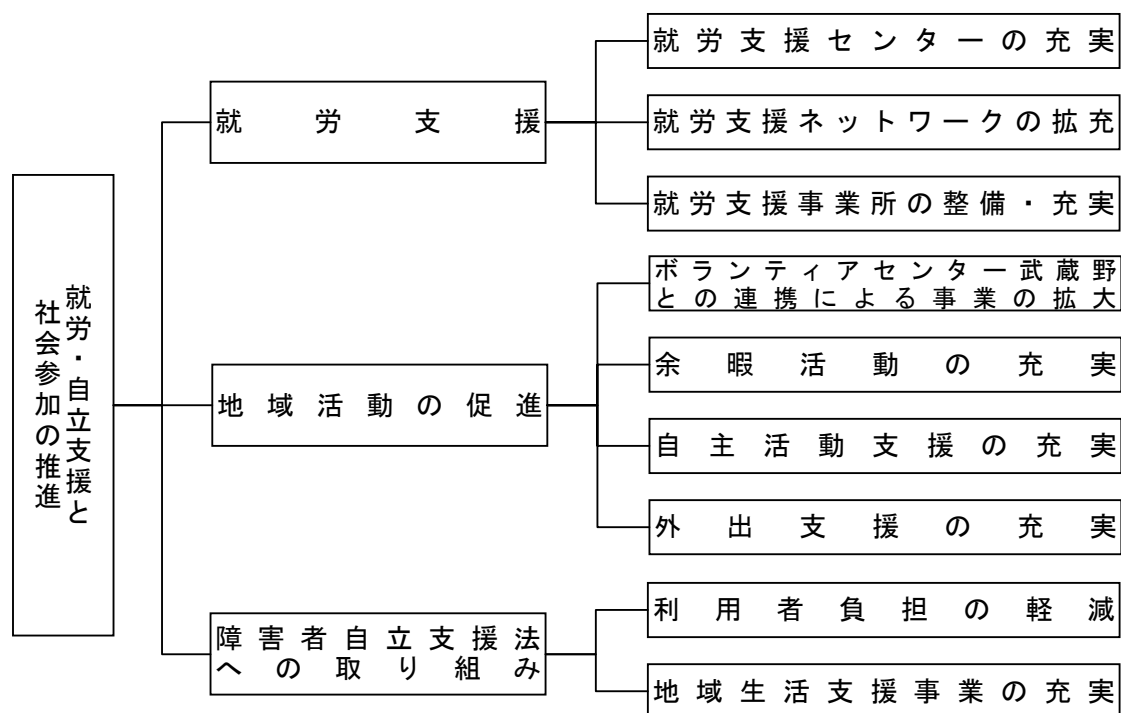 就労・自立支援と
社会参加の推進
就労支援
就労支援センターの充実
就労支援ネットワークの拡充
就労支援事業所の整備・充実
地域活動の促進
ボランティアセンター武蔵野
との連携による事業の拡大
余暇活動の充実
自主活動支援の充実
外出支援の充実
障害者自立支援法
への取り組み
利用者負担の軽減
地域生活支援事業の充実